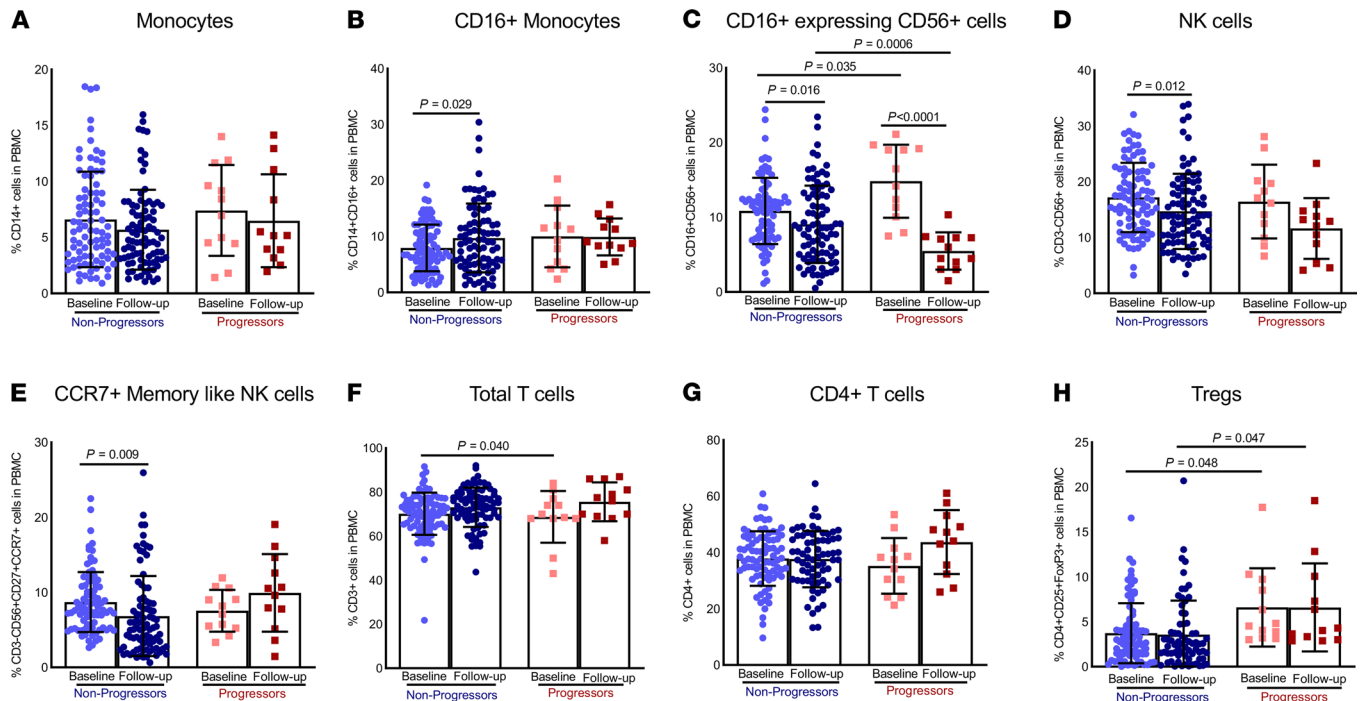 A Monocytes
% CD14+ cells in PBMC
20
15
10
5
0
Baseline Follow-up Baseline Follow-up
Non-Progressors Progressors
B CD16+ Monocytes
% CD14+CD16+ cells in PBMC
40
30
20
10
0
P = 0.029
Baseline Follow-up Baseline Follow-up
Non-Progressors Progressors
C CD16+ expressing CD56+ cells
% CD16+CD56+ cells in PBMC
30
20
10
0
P = 0.0006
P = 0.035
P = 0.016
P<0.0001
Baseline Follow-up Baseline Follow-up
Non-Progressors Progressors
D NK cells
% CD3-CD56+ cells in PBMC
40
30
20
10
0
P = 0.012
Baseline Follow-up Baseline Follow-up
Non-Progressors Progressors
E CCR7+ Memory like NK cells
% CD3-CD56+CD27+CCR7+ cells in PBMC
30
20
10
0
P = 0.009
Baseline Follow-up Baseline Follow-up
Non-Progressors Progressors
F Total T cells
% CD3+ cells in PBMC
100
80
60
40
20
0
P = 0.040
Baseline Follow-up Baseline Follow-up
Non-Progressors Progressors
G CD4+ T cells
% CD4+ cells in PBMC
80
60
40
20
0
Baseline Follow-up Baseline Follow-up
Non-Progressors Progressors
H Tregs
% CD4+CD25+FoxP3+ cells in PBMC
25
20
15
10
5
0
P = 0.047
P = 0.048
Baseline Follow-up Baseline Follow-up
Non-Progressors Progressors